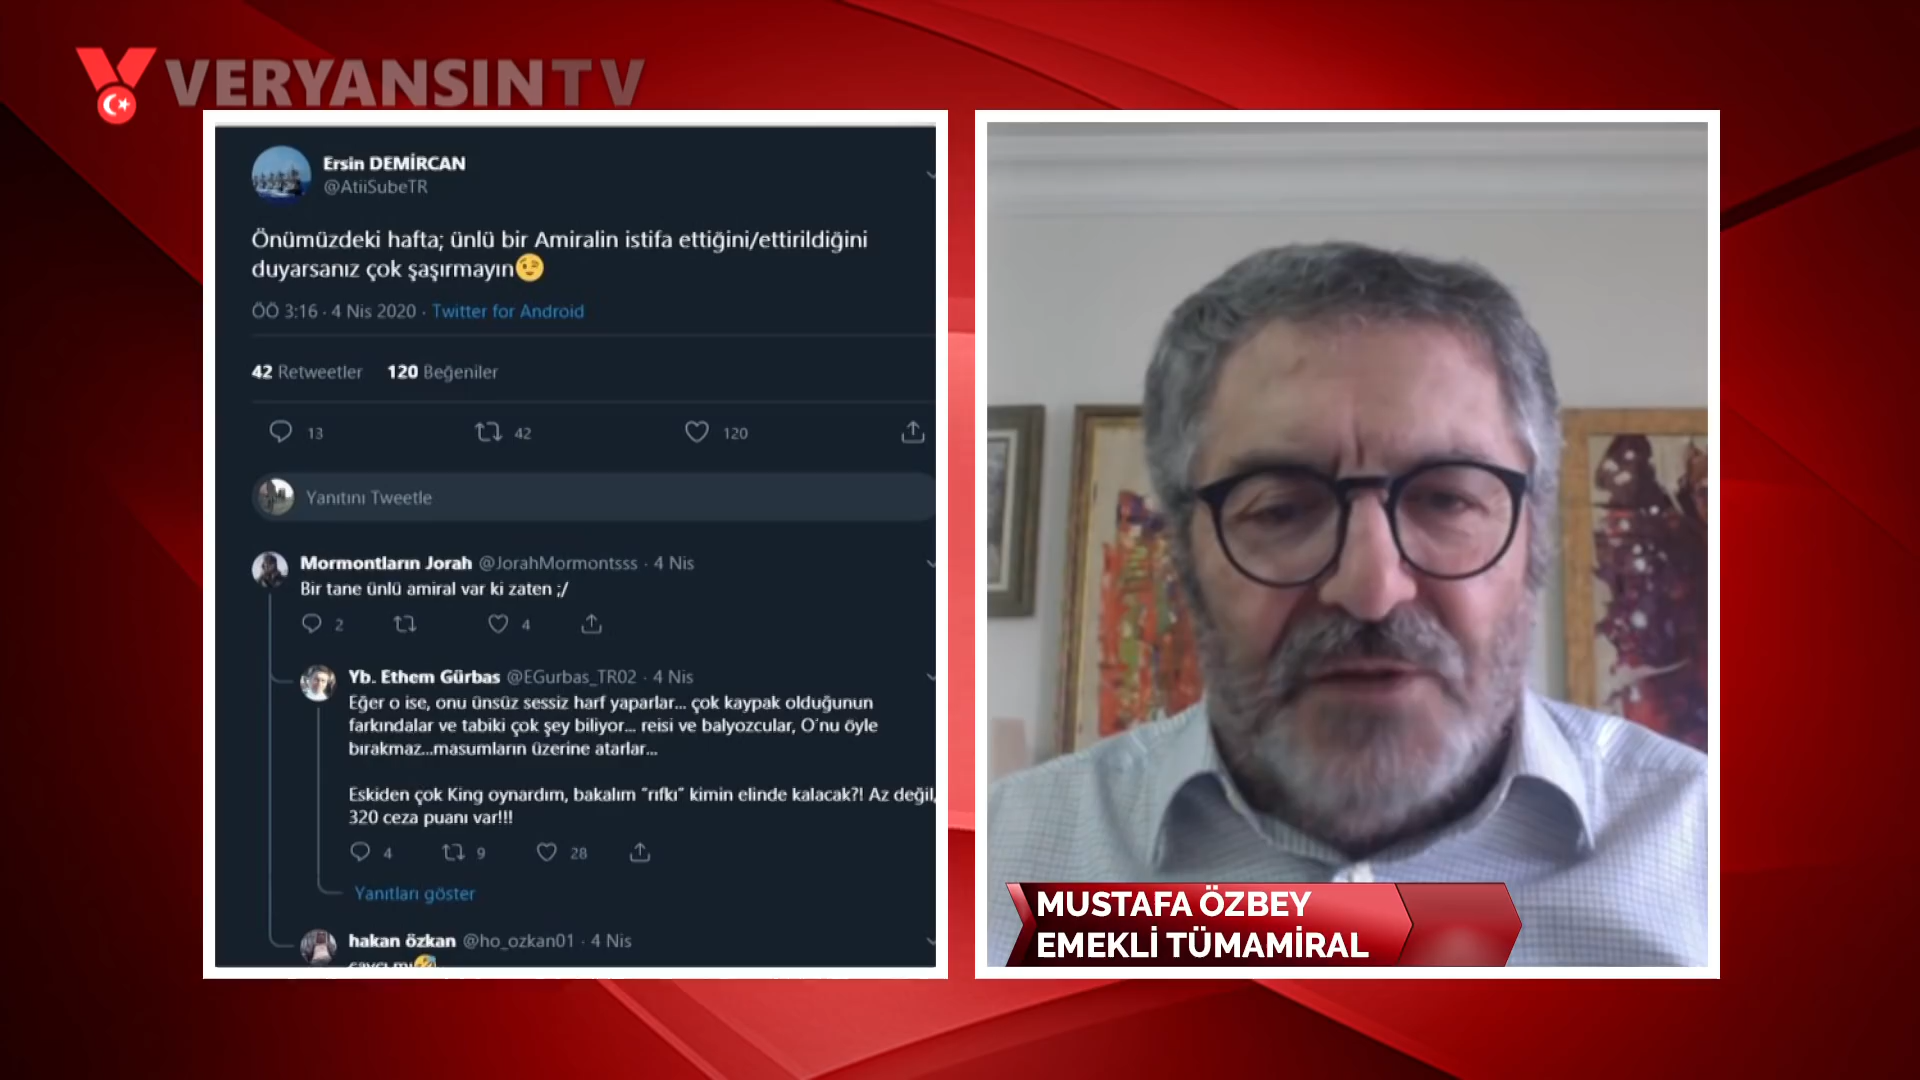 VERYANSINTV
Ersin DEMİRCAN
@AtiiSubeTR
Önümüzdeki hafta; ünlü bir Amiralin istifa ettiğini/ettirildiğini
duyarsanız çok şaşırmayın😉
ÖÖ 3:16 · 4 Nis 2020 · Twitter for Android
42 Retweetler 120 Beğeniler
13 42 120
Yanıtını Tweetle
Mormontların Jorah @JorahMormontsss · 4 Nis
Bir tane ünlü amiral var ki zaten ;/
2 4
Yb. Ethem Gürbas @EGurbas_TR02 · 4 Nis
Eğer o ise, onu ünsüz sessiz harf yaparlar... çok kaypak olduğunun
farkındalar ve tabiki çok şey biliyor... reisi ve balyozcular, O'nu öyle
bırakmaz...masumların üzerine atarlar...
Eskiden çok King oynardım, bakalım "rıfkı" kimin elinde kalacak?! Az değil,
320 ceza puanı var!!!
4 9 28
Yanıtları göster
hakan özkan @ho_ozkan01 · 4 Nis
MUSTAFA ÖZBEY
EMEKLİ TÜMAMİRAL